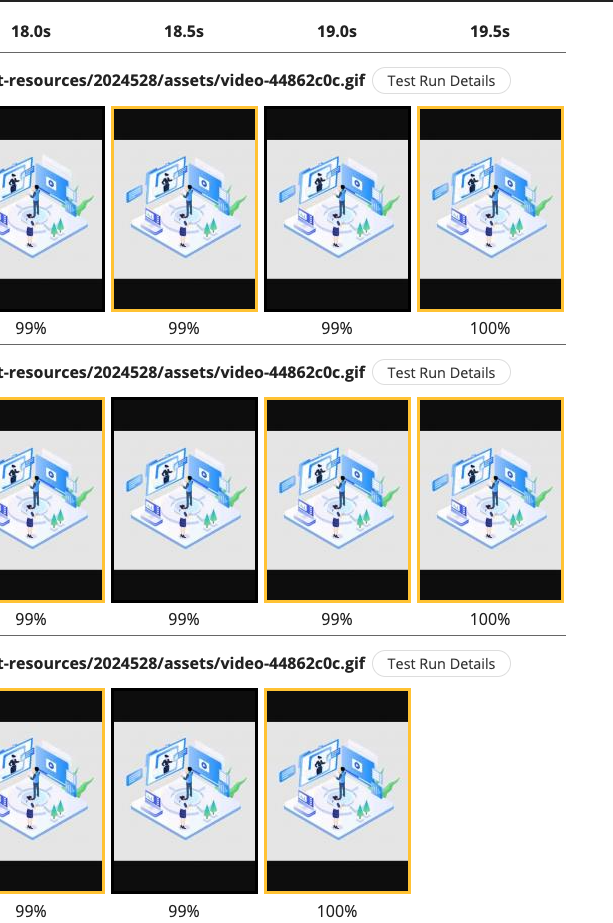 18.0s 18.5s 19.0s 19.5s
t-resources/2024528/assets/video-44862c0c.gif Test Run Details
99% 99% 99% 100%
t-resources/2024528/assets/video-44862c0c.gif Test Run Details
99% 99% 99% 100%
t-resources/2024528/assets/video-44862c0c.gif Test Run Details
99% 99% 100%